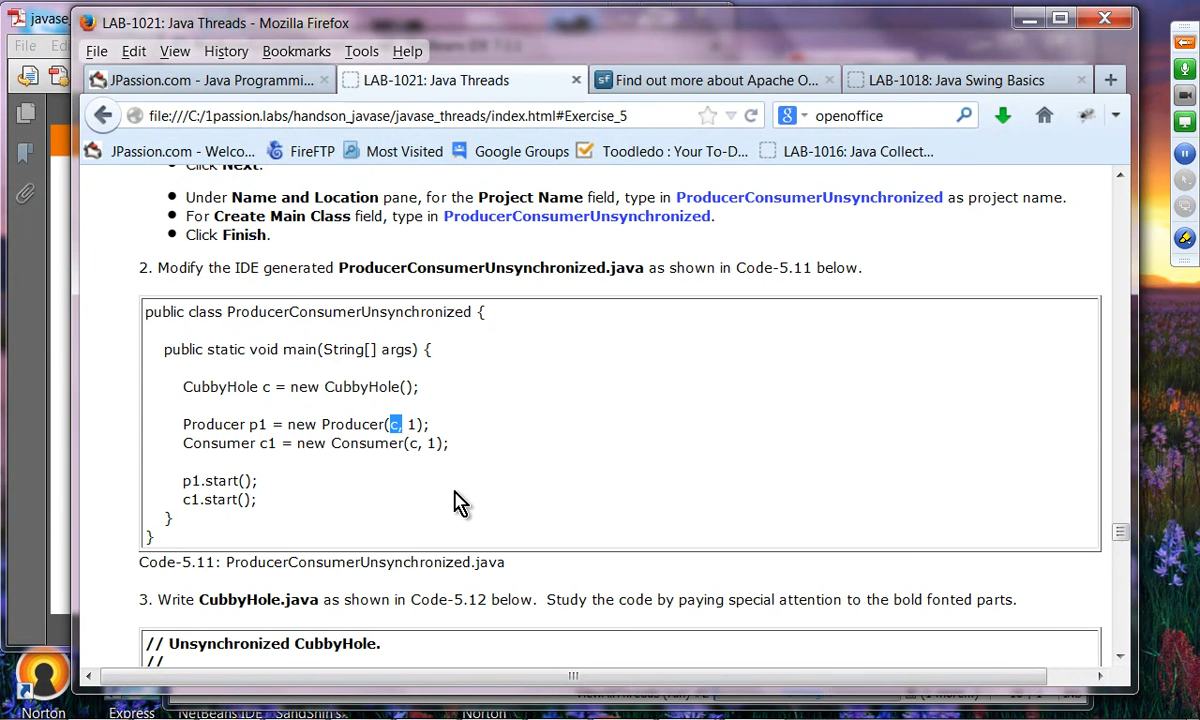 javase
LAB-1021: Java Threads - Mozilla Firefox
File Ed
File Edit View History Bookmarks Tools Help
JPassion.com - Java Programmi... LAB-1021: Java Threads Find out more about Apache O... LAB-1018: Java Swing Basics
file:///C:/1passion.labs/handson_javase/javase_threads/index.html#Exercise_5 openoffice
JPassion.com - Welco... FireFTP Most Visited Google Groups Toodledo : Your To-D... LAB-1016: Java Collect...
Click Next.
Under Name and Location pane, for the Project Name field, type in ProducerConsumerUnsynchronized as project name.
For Create Main Class field, type in ProducerConsumerUnsynchronized.
Click Finish.
2. Modify the IDE generated ProducerConsumerUnsynchronized.java as shown in Code-5.11 below.
public class ProducerConsumerUnsynchronized {
public static void main(String[] args) {
CubbyHole c = new CubbyHole();
Producer p1 = new Producer(c, 1);
Consumer c1 = new Consumer(c, 1);
p1.start();
c1.start();
}
}
Code-5.11: ProducerConsumerUnsynchronized.java
3. Write CubbyHole.java as shown in Code-5.12 below. Study the code by paying special attention to the bold fonted parts.
// Unsynchronized CubbyHole.
//
Norton Express NetBeans IDE - SandShin's Norton